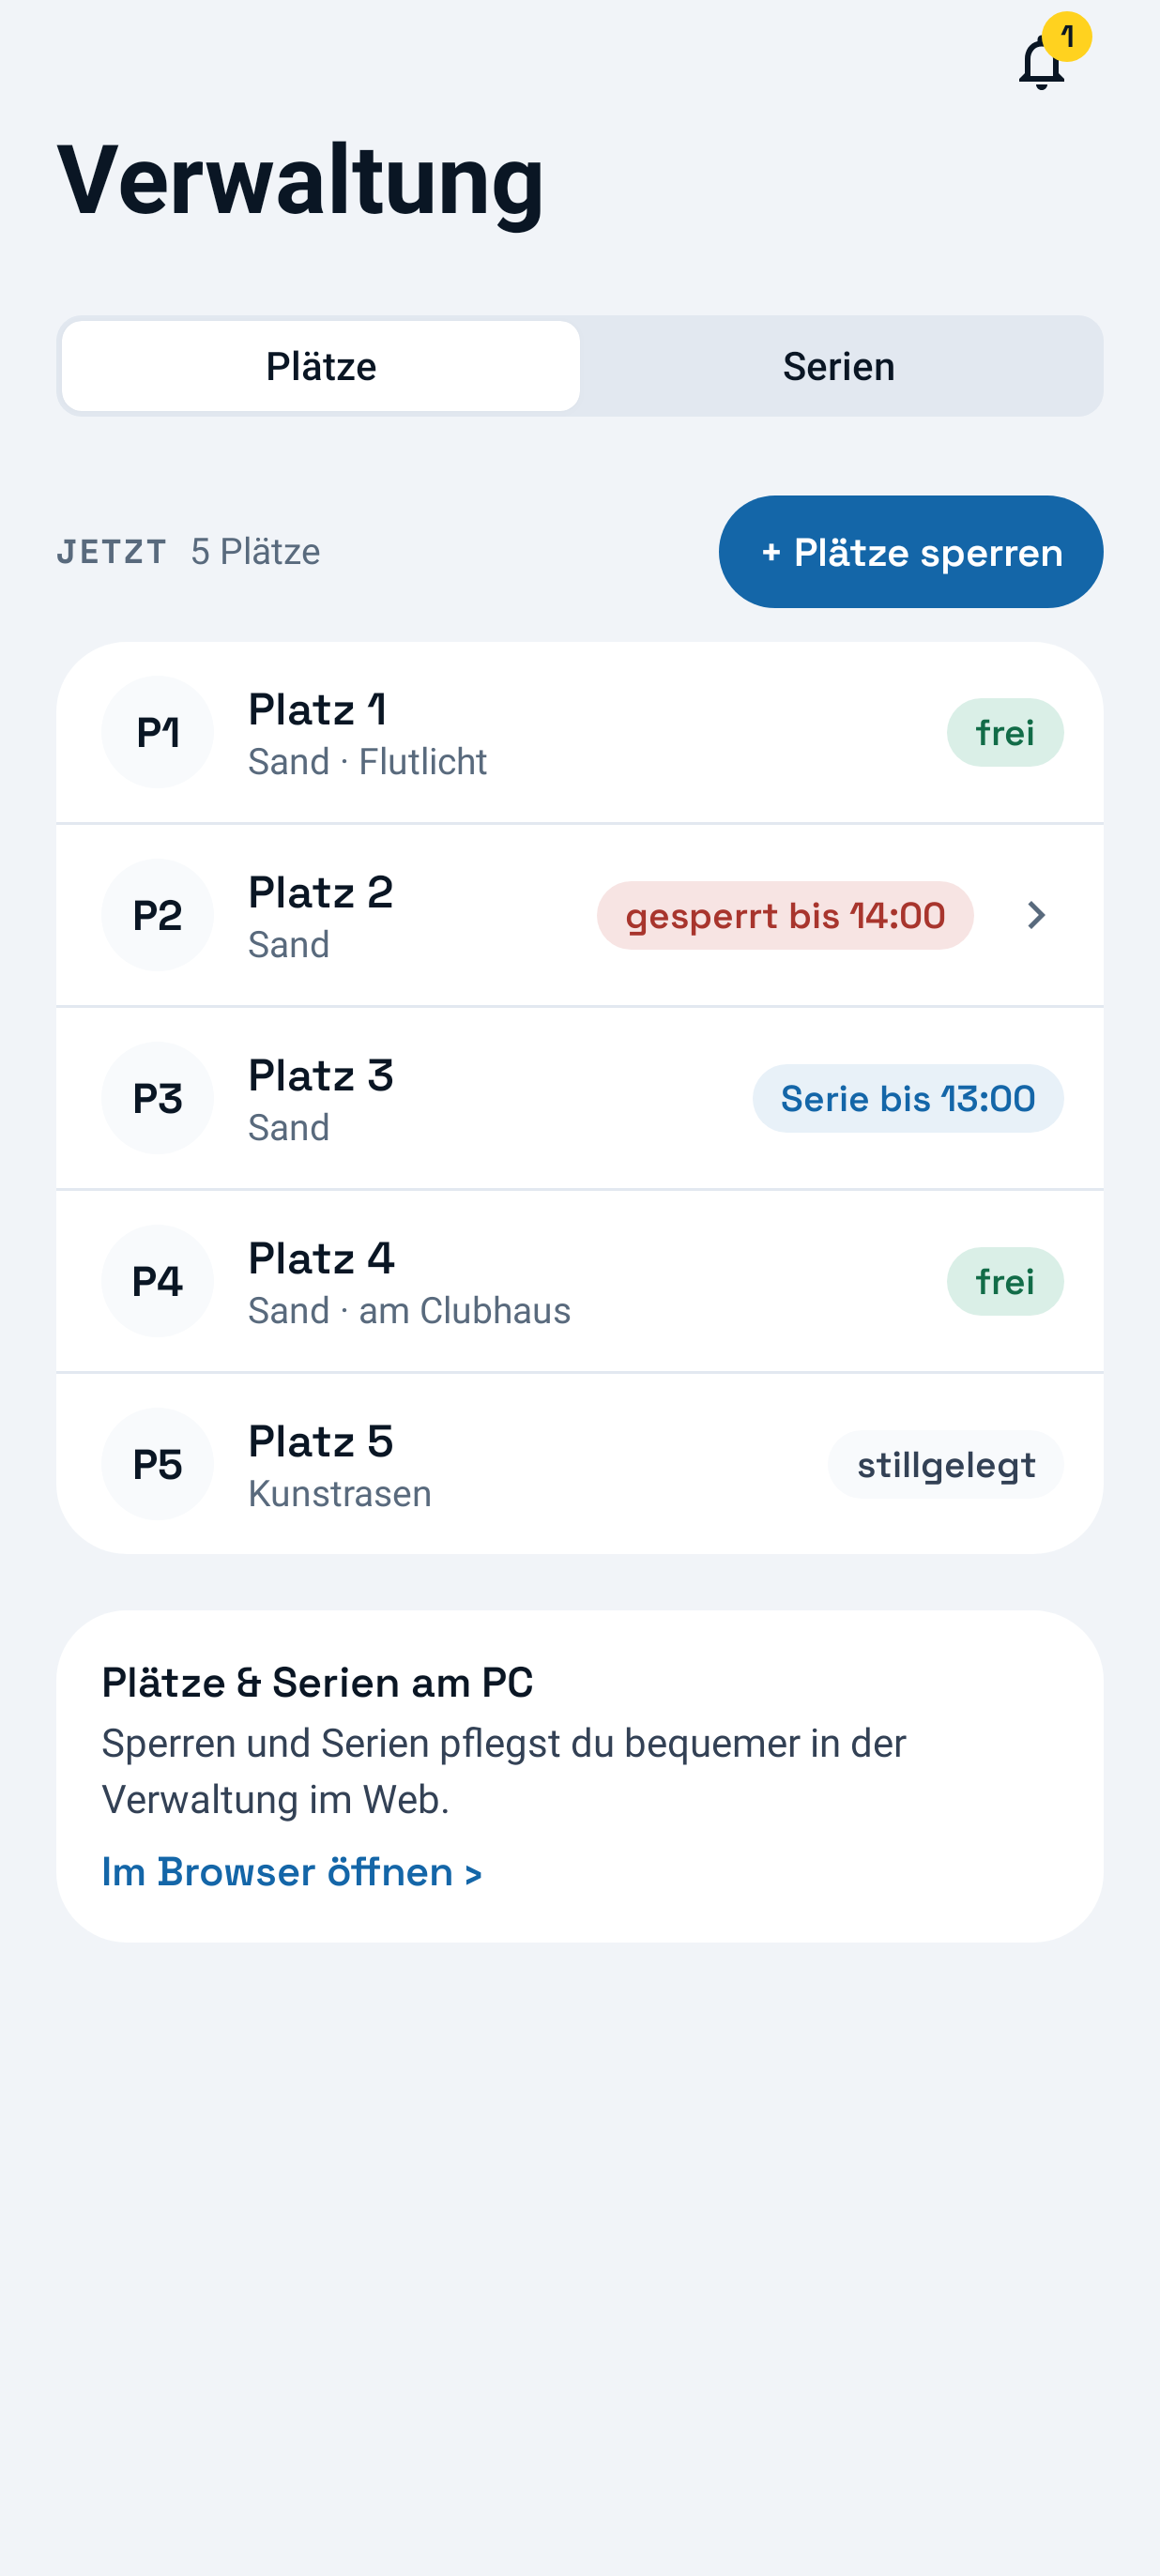 1
Verwaltung
Plätze
Serien
JETZT 5 Plätze
+ Plätze sperren
P1
Platz 1
Sand · Flutlicht
frei
P2
Platz 2
Sand
gesperrt bis 14:00
P3
Platz 3
Sand
Serie bis 13:00
P4
Platz 4
Sand · am Clubhaus
frei
P5
Platz 5
Kunstrasen
stillgelegt
Plätze & Serien am PC
Sperren und Serien pflegst du bequemer in der
Verwaltung im Web.
Im Browser öffnen >